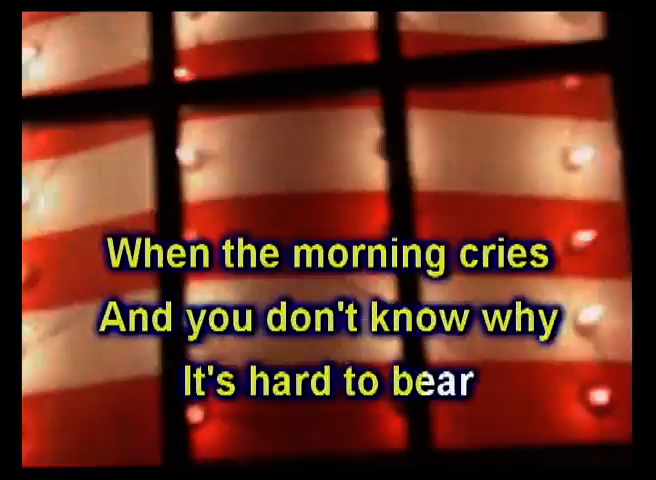 When the morning cries
And you don't know why
It's hard to bear